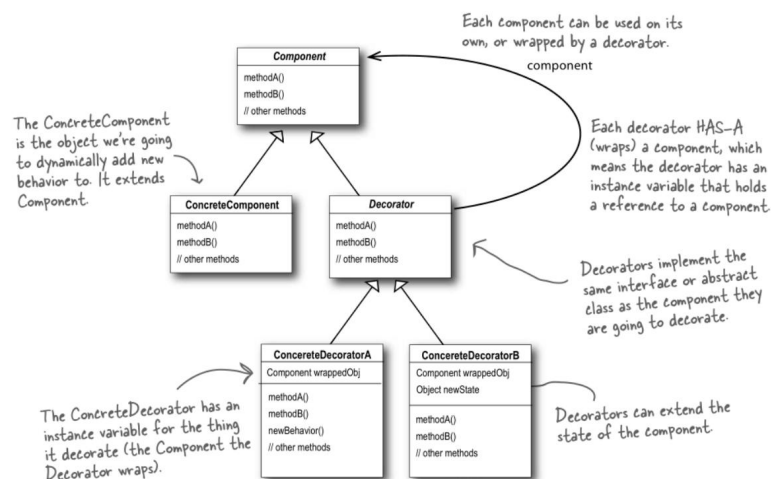 Each component can be used on its
own, or wrapped by a decorator.
component
Component
methodA()
methodB()
// other methods
The ConcreteComponent
is the object we're going
to dynamically add new
behavior to. It extends
Component.
Each decorator HAS-A
(wraps) a component, which
means the decorator has an
instance variable that holds
a reference to a component.
ConcreteComponent
methodA()
methodB()
// other methods
Decorator
methodA()
methodB()
// other methods
Decorators implement the
same interface or abstract
class as the component they
are going to decorate.
ConcereteDecoratorA
Component wrappedObj
methodA()
methodB()
newBehavior()
// other methods
ConcereteDecoratorB
Component wrappedObj
Object newState
methodA()
methodB()
// other methods
The ConcreteDecorator has an
instance variable for the thing
it decorate (the Component the
Decorator wraps).
Decorators can extend the
state of the component.